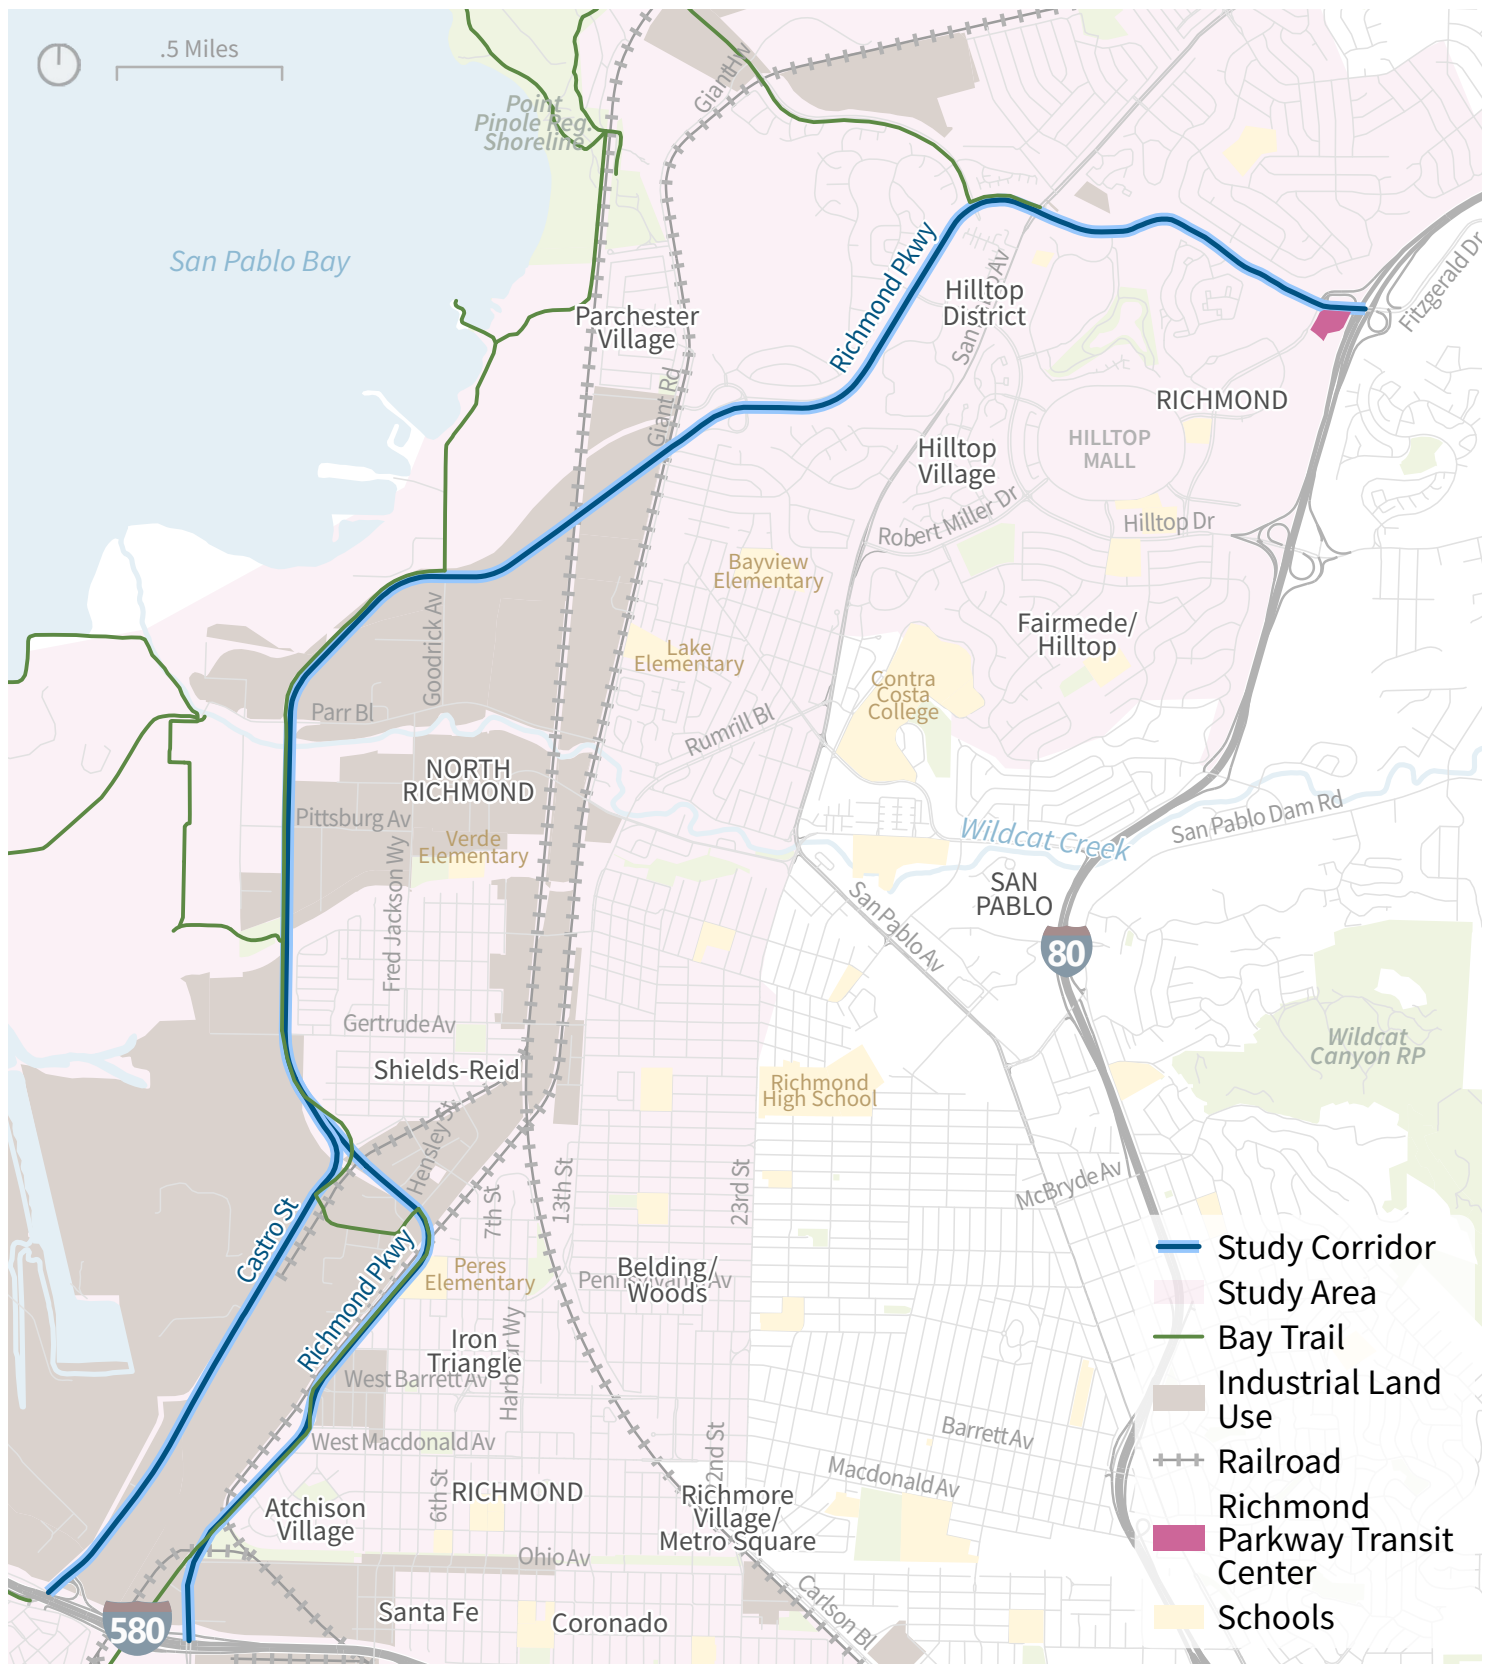 .5 Miles
Point
Pinole Reg.
Shoreline
Giant Hw
San Pablo Bay
Parchester
Village
Giant Rd
Richmond Pkwy
Hilltop
District
San Pablo Av
Fitzgerald Dr
RICHMOND
HILLTOP
MALL
Hilltop
Village
Robert Miller Dr
Hilltop Dr
Bayview
Elementary
Lake
Elementary
Fairmede/
Hilltop
Contra
Costa
College
Goodrick Av
Parr Bl
Rumrill Bl
NORTH
RICHMOND
Pittsburg Av
Verde
Elementary
Fred Jackson Wy
Wildcat Creek
San Pablo Dam Rd
SAN
PABLO
San Pablo Av
80
Gertrude Av
Shields-Reid
Wildcat
Canyon RP
Richmond
High School
Hensley St
McBryde Av
7th St
13th St
23rd St
Castro St
Richmond Pkwy
Peres
Elementary
Belding/
Woods
Pennsylvania Av
Iron
Triangle
Harbour Wy
West Barrett Av
West Macdonald Av
Barrett Av
Macdonald Av
22nd St
6th St
RICHMOND
Atchison
Village
Richmore
Village/
Metro Square
Ohio Av
Carlson Bl
Santa Fe
Coronado
580
Study Corridor
Study Area
Bay Trail
Industrial Land
Use
Railroad
Richmond
Parkway Transit
Center
Schools